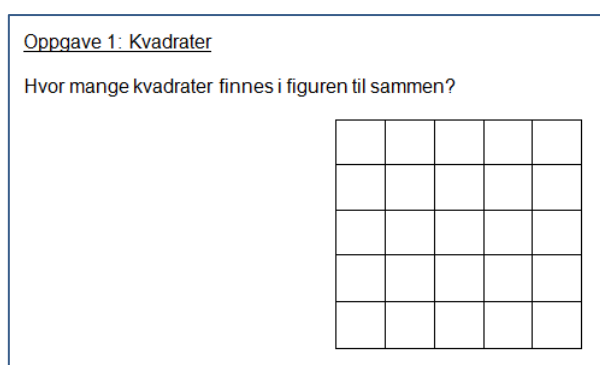 Oppgave 1: Kvadrater
Hvor mange kvadrater finnes i figuren til sammen?